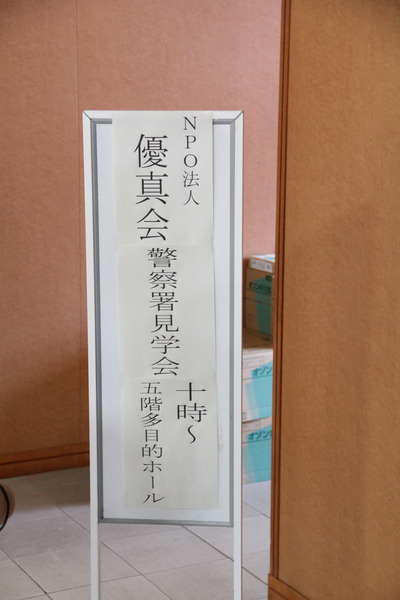 NPO法人
優真会
警察署見学会
十時~
五階多目的ホール